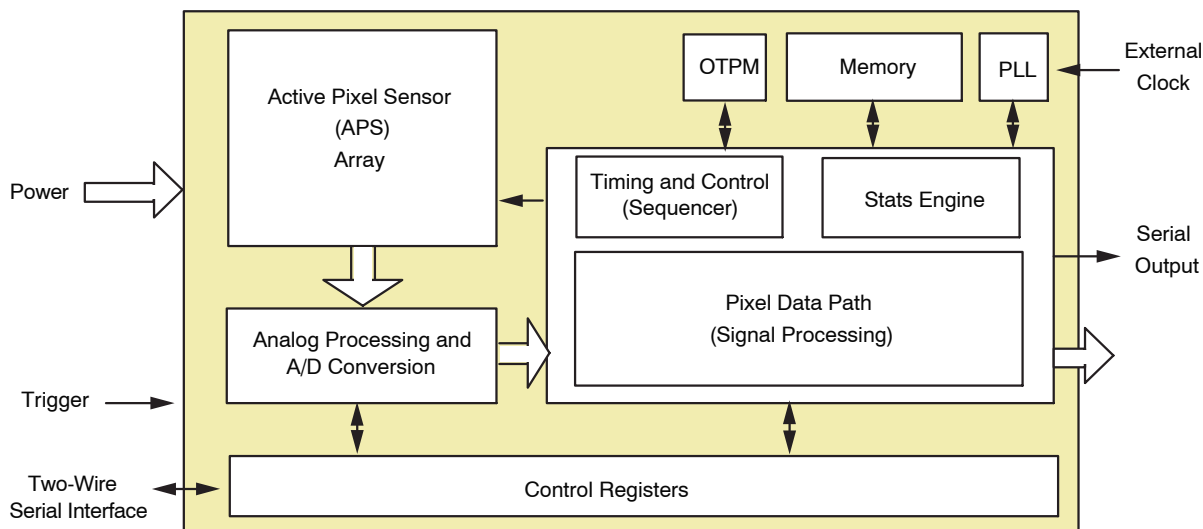 Active Pixel Sensor
(APS)
Array
OTPM
Memory
PLL
External
Clock
Power
Timing and Control
(Sequencer)
Stats Engine
Serial
Output
Pixel Data Path
(Signal Processing)
Analog Processing and
A/D Conversion
Trigger
Two-Wire
Serial Interface
Control Registers